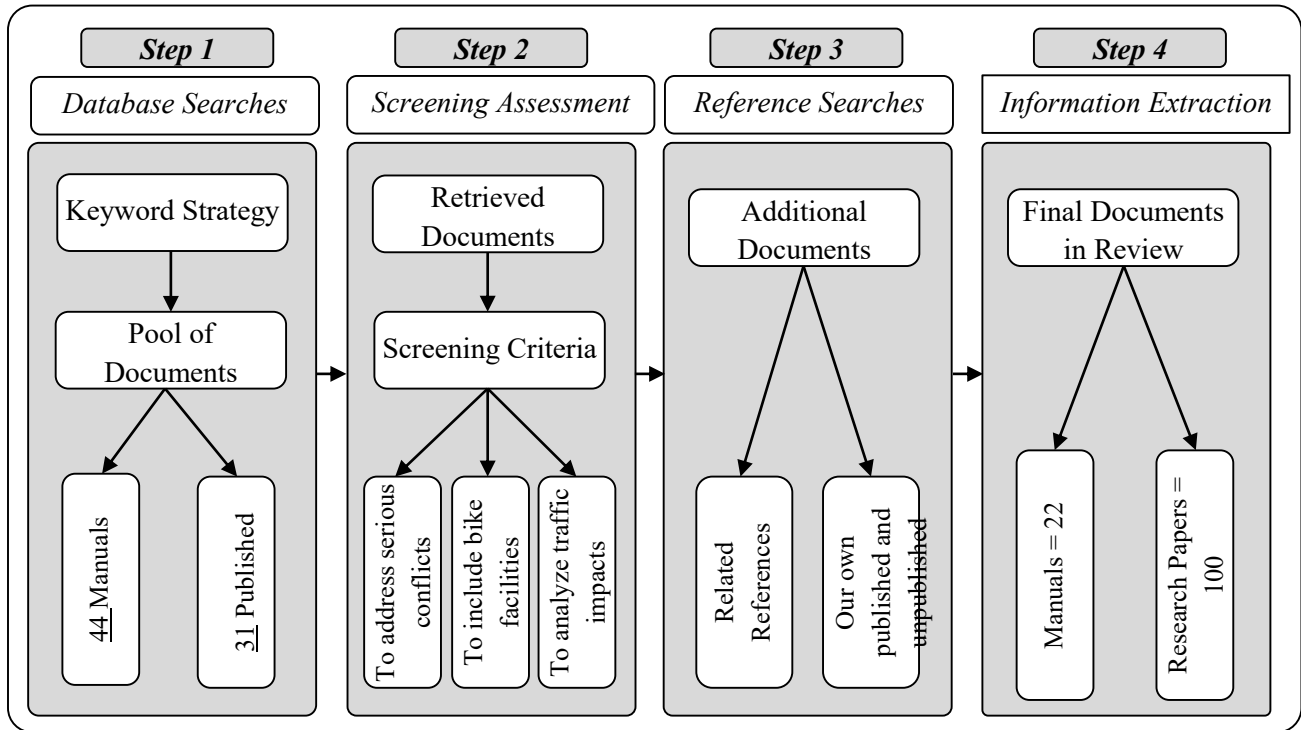 Step 1
Database Searches
Keyword Strategy
Pool of
Documents
44 Manuals
31 Published
Step 2
Screening Assessment
Retrieved
Documents
Screening Criteria
To address serious
conflicts
To include bike
facilities
To analyze traffic
impacts
Step 3
Reference Searches
Additional
Documents
Related
References
Our own
published and
unpublished
Step 4
Information Extraction
Final Documents
in Review
Manuals = 22
Research Papers =
100